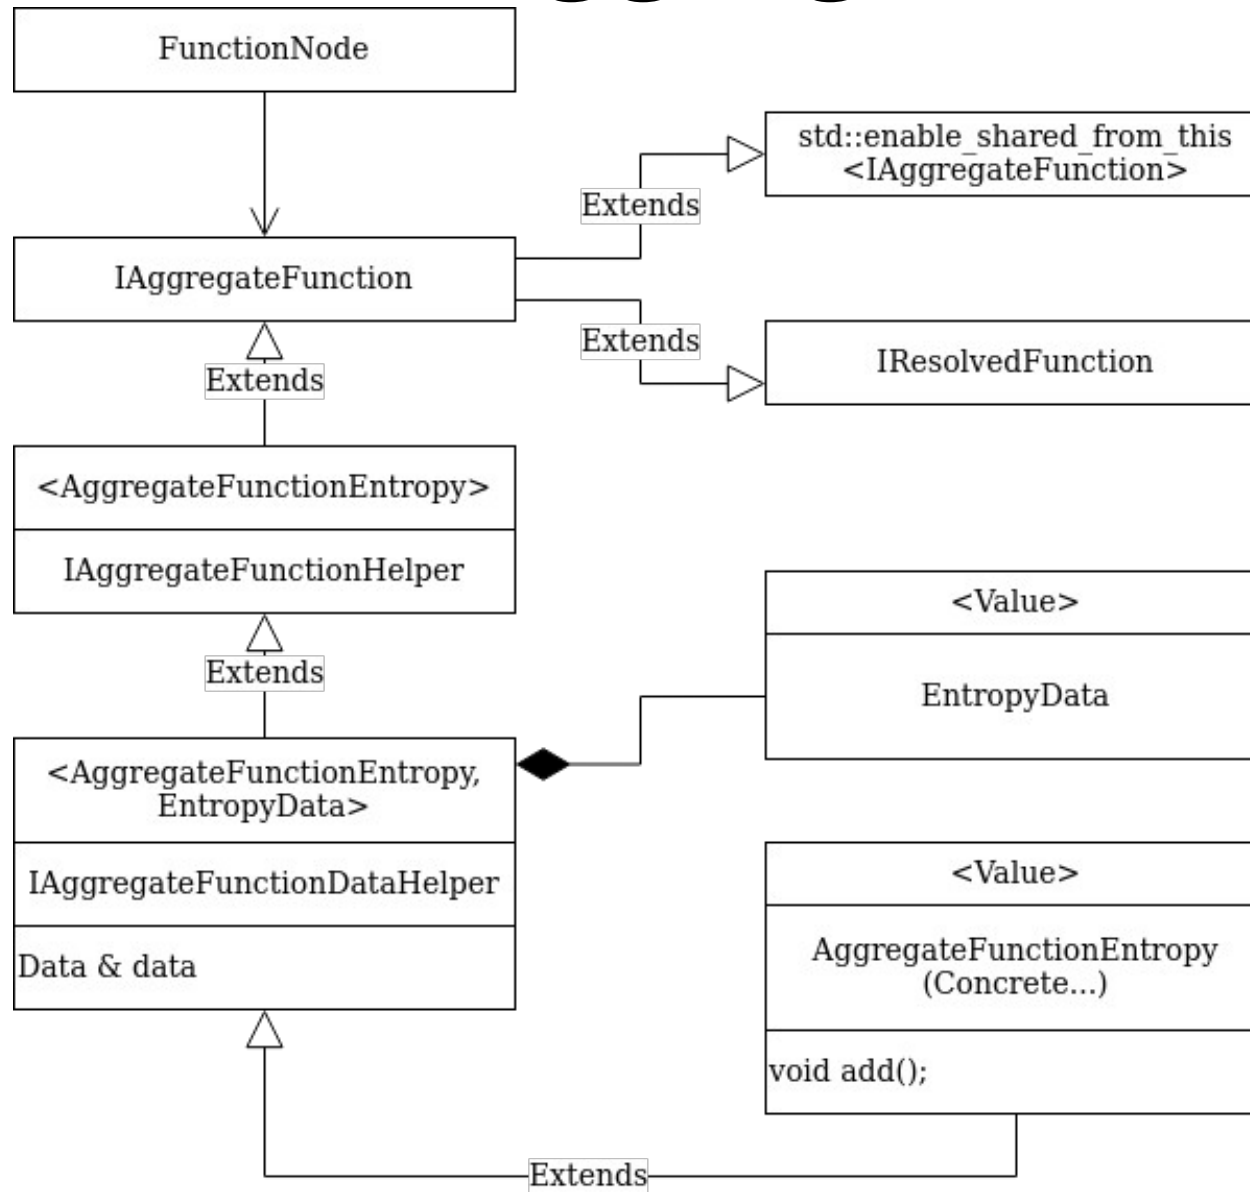 FunctionNode
std::enable_shared_from_this
<IAggregateFunction>
Extends
IAggregateFunction
Extends
IResolvedFunction
Extends
<AggregateFunctionEntropy>
IAggregateFunctionHelper
<Value>
Extends
EntropyData
<AggregateFunctionEntropy,
EntropyData>
IAggregateFunctionDataHelper
Data & data
<Value>
AggregateFunctionEntropy
(Concrete...)
void add();
Extends